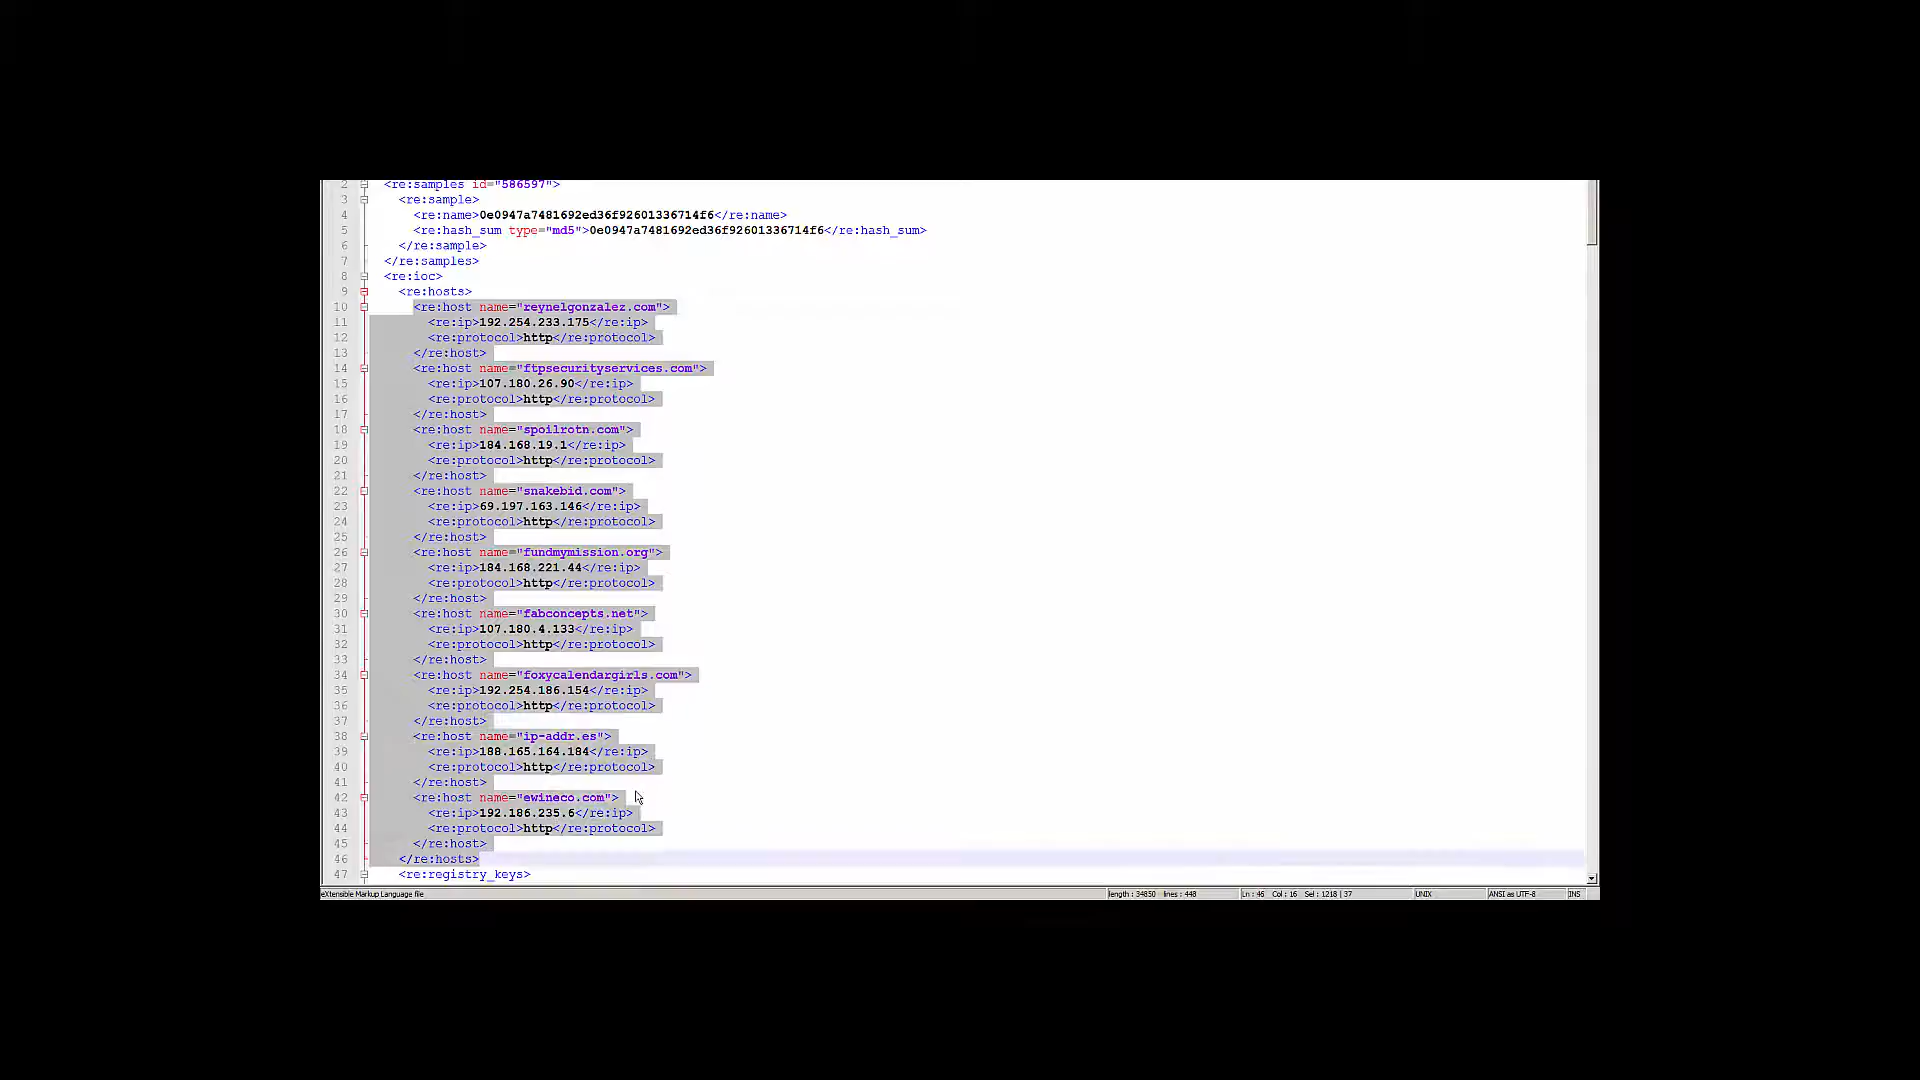 2 <re:samples id="586597">
3 <re:sample>
4 <re:name>0e0947a7481692ed36f92601336714f6</re:name>
5 <re:hash_sum type="md5">0e0947a7481692ed36f92601336714f6</re:hash_sum>
6 </re:sample>
7 </re:samples>
8 <re:ioc>
9 <re:hosts>
10 <re:host name="reynelgonzalez.com">
11 <re:ip>192.254.233.175</re:ip>
12 <re:protocol>http</re:protocol>
13 </re:host>
14 <re:host name="ftpsecurityservices.com">
15 <re:ip>107.180.26.90</re:ip>
16 <re:protocol>http</re:protocol>
17 </re:host>
18 <re:host name="spoilrotn.com">
19 <re:ip>184.168.19.1</re:ip>
20 <re:protocol>http</re:protocol>
21 </re:host>
22 <re:host name="snakebid.com">
23 <re:ip>69.197.163.146</re:ip>
24 <re:protocol>http</re:protocol>
25 </re:host>
26 <re:host name="fundmymission.org">
27 <re:ip>184.168.221.44</re:ip>
28 <re:protocol>http</re:protocol>
29 </re:host>
30 <re:host name="fabconcepts.net">
31 <re:ip>107.180.4.133</re:ip>
32 <re:protocol>http</re:protocol>
33 </re:host>
34 <re:host name="foxycalendargirls.com">
35 <re:ip>192.254.186.154</re:ip>
36 <re:protocol>http</re:protocol>
37 </re:host>
38 <re:host name="ip-addr.es">
39 <re:ip>188.165.164.184</re:ip>
40 <re:protocol>http</re:protocol>
41 </re:host>
42 <re:host name="ewineco.com">
43 <re:ip>192.186.235.6</re:ip>
44 <re:protocol>http</re:protocol>
45 </re:host>
46 </re:hosts>
47 <re:registry_keys>
eXtensible Markup Language file length : 34850 lines : 448 Ln : 46 Col : 16 Sel : 1218 | 37 UNIX ANSI as UTF-8 INS